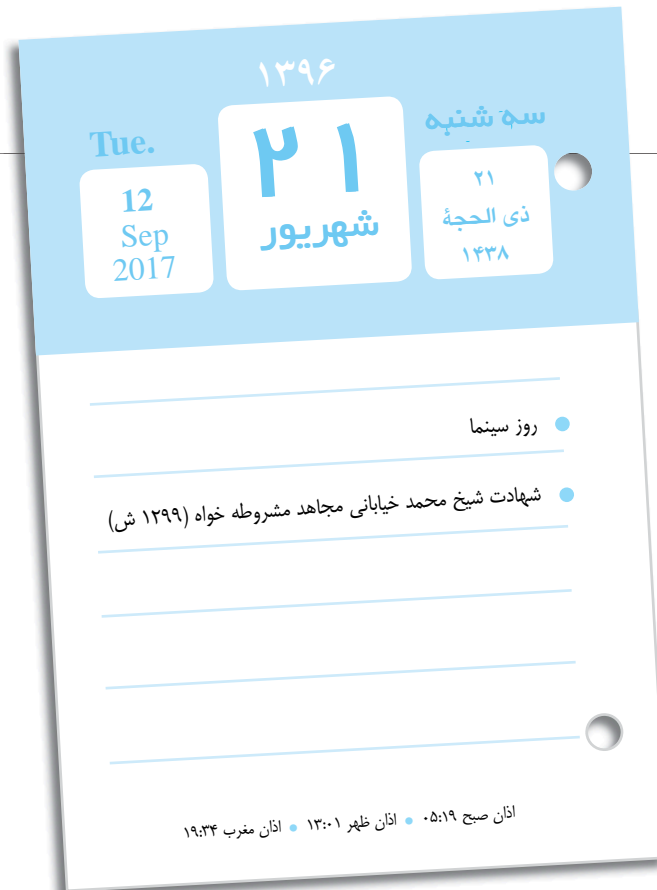 ۱۳۹۶
سه شنبه
۲۱
ذی الحجة
۱۴۳۸
۲۱
شهریور
Tue.
12
Sep
2017
روز سینما
شهادت شیخ محمد خیابانی مجاهد مشروطه خواه (۱۲۹۹ ش)
اذان صبح ۰۵:۱۹ • اذان ظهر ۱۳:۰۱ • اذان مغرب ۱۹:۳۴